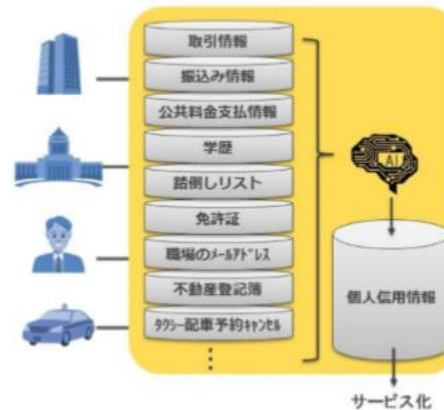 取引情報
振込み情報
公共料金支払情報
学歴
踏倒しリスト
免許証
職場のﾒｰﾙｱﾄﾞﾚｽ
不動産登記簿
ﾀｸｼｰ配車予約ｷｬﾝｾﾙ
⋮
AI
個人信用情報
サービス化